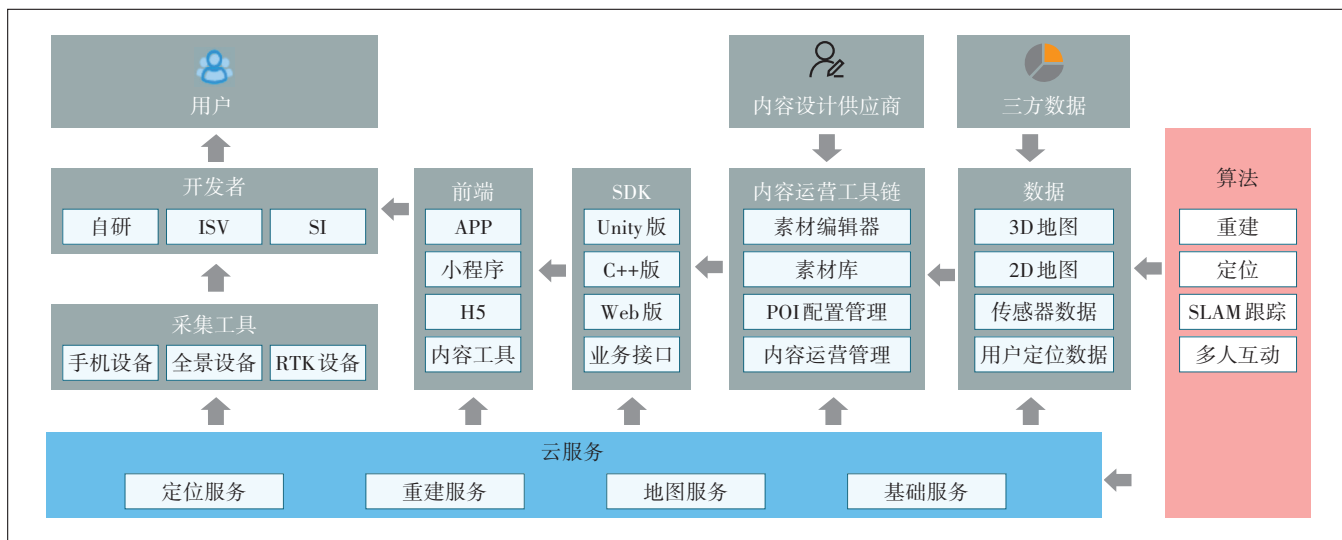 用户
内容设计供应商
三方数据
开发者
自研
ISV
SI
采集工具
手机设备
全景设备
RTK设备
前端
APP
小程序
H5
内容工具
SDK
Unity版
C++版
Web版
业务接口
内容运营工具链
素材编辑器
素材库
POI配置管理
内容运营管理
数据
3D地图
2D地图
传感器数据
用户定位数据
算法
重建
定位
SLAM跟踪
多人互动
云服务
定位服务
重建服务
地图服务
基础服务